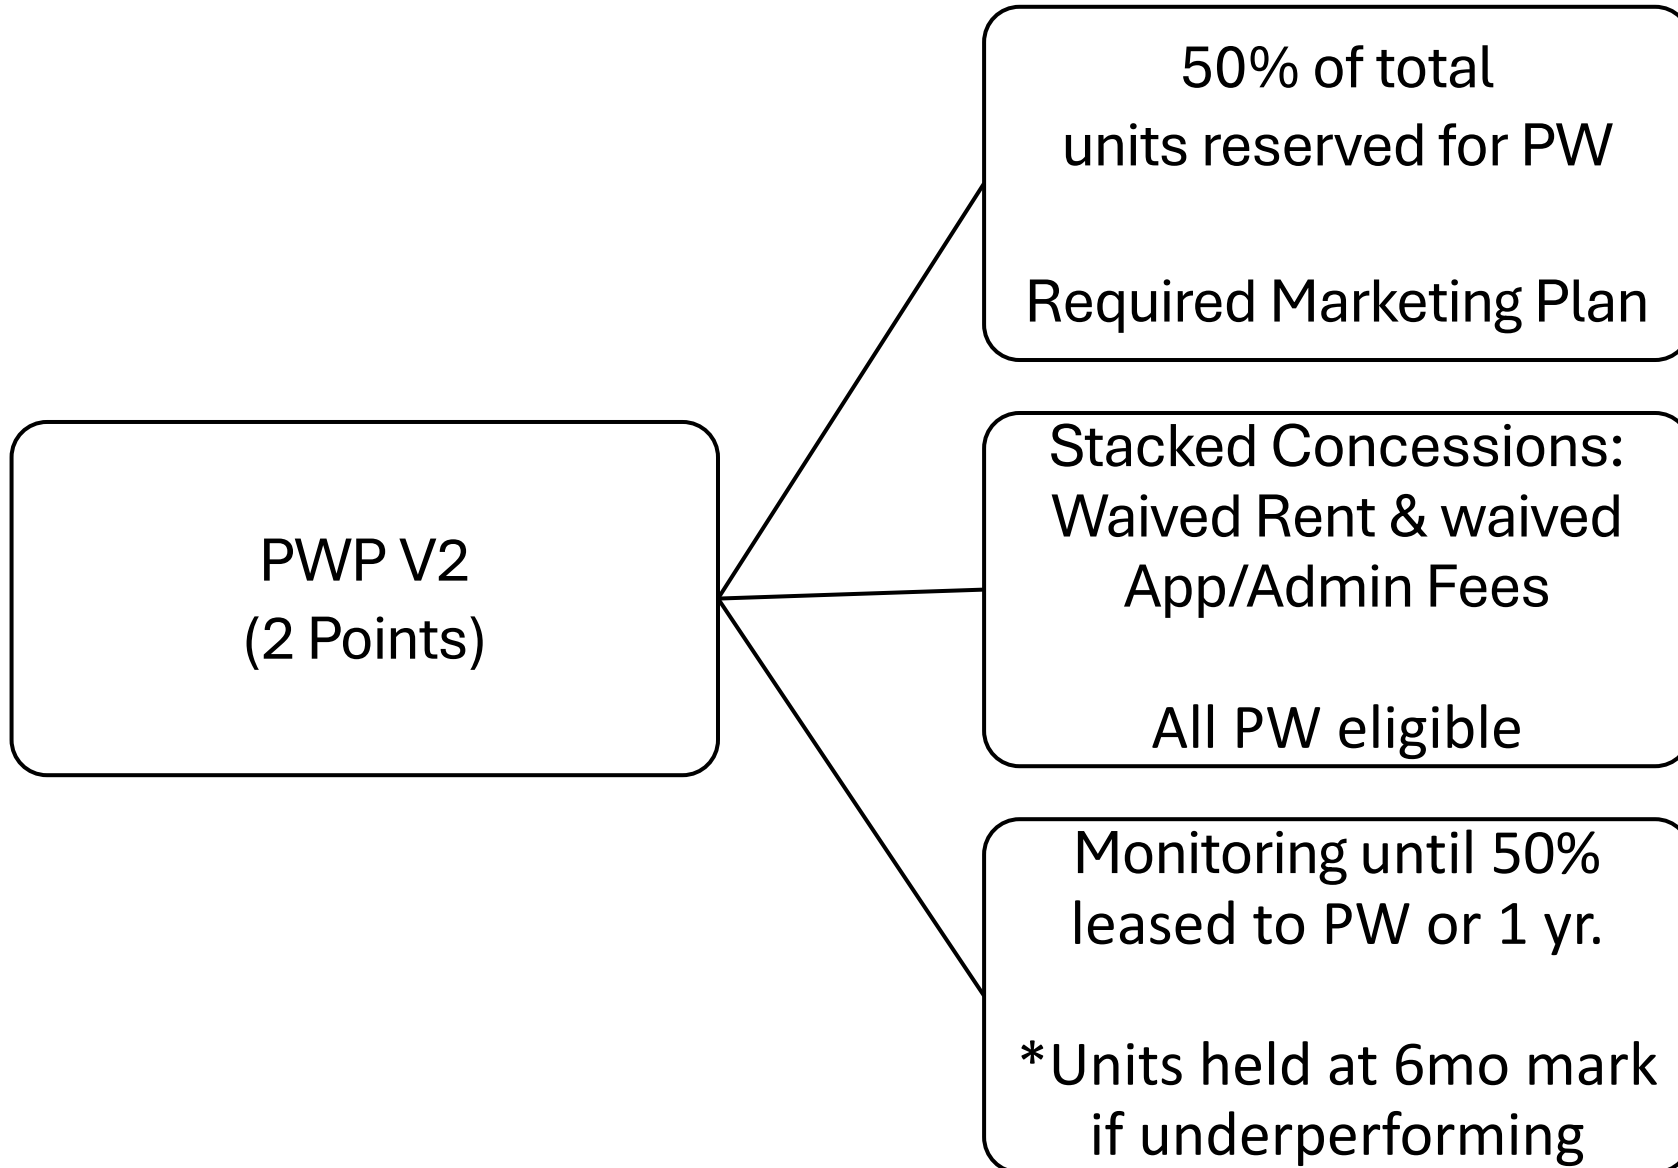 PWP V2
(2 Points)
50% of total
units reserved for PW
Required Marketing Plan
Stacked Concessions:
Waived Rent & waived
App/Admin Fees
All PW eligible
Monitoring until 50%
leased to PW or 1 yr.
*Units held at 6mo mark
if underperforming